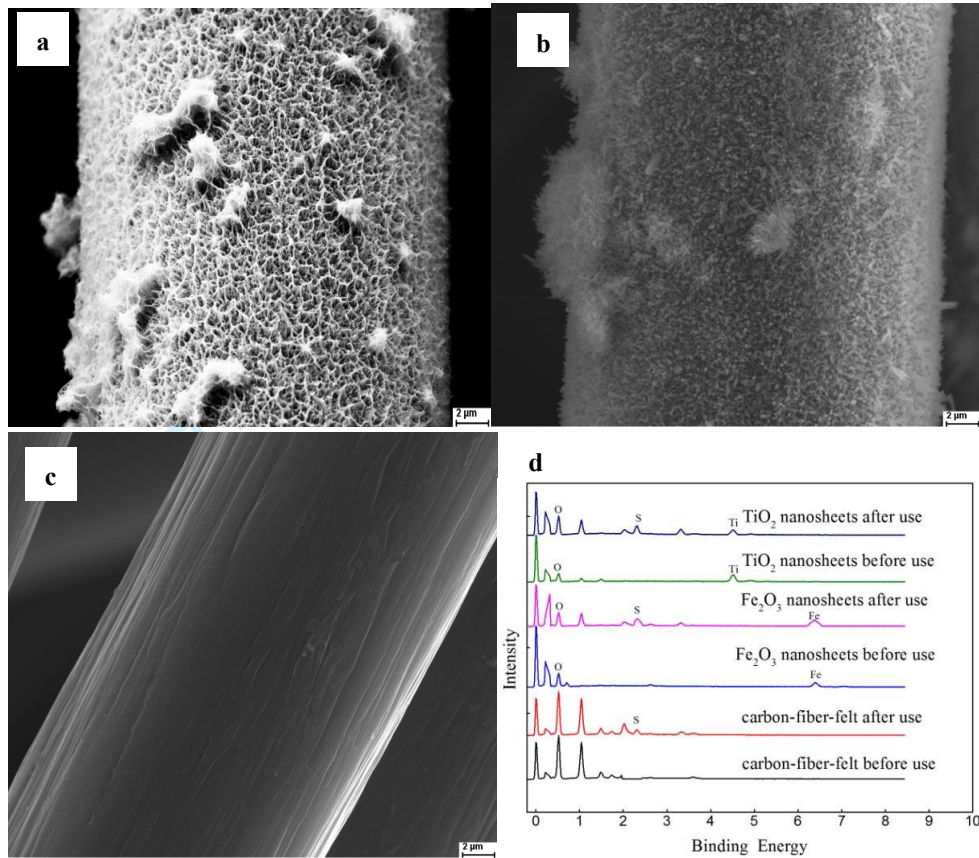 a
b
2 μm
2 μm
c
d
2 μm
O
S
Ti
TiO2 nanosheets after use
O
Ti
TiO2 nanosheets before use
O
S
Fe
Fe2O3 nanosheets after use
O
Fe
Fe2O3 nanosheets before use
O
S
carbon-fiber-felt after use
O
carbon-fiber-felt before use
Intensity
0 1 2 3 4 5 6 7 8 9 10
Binding Energy